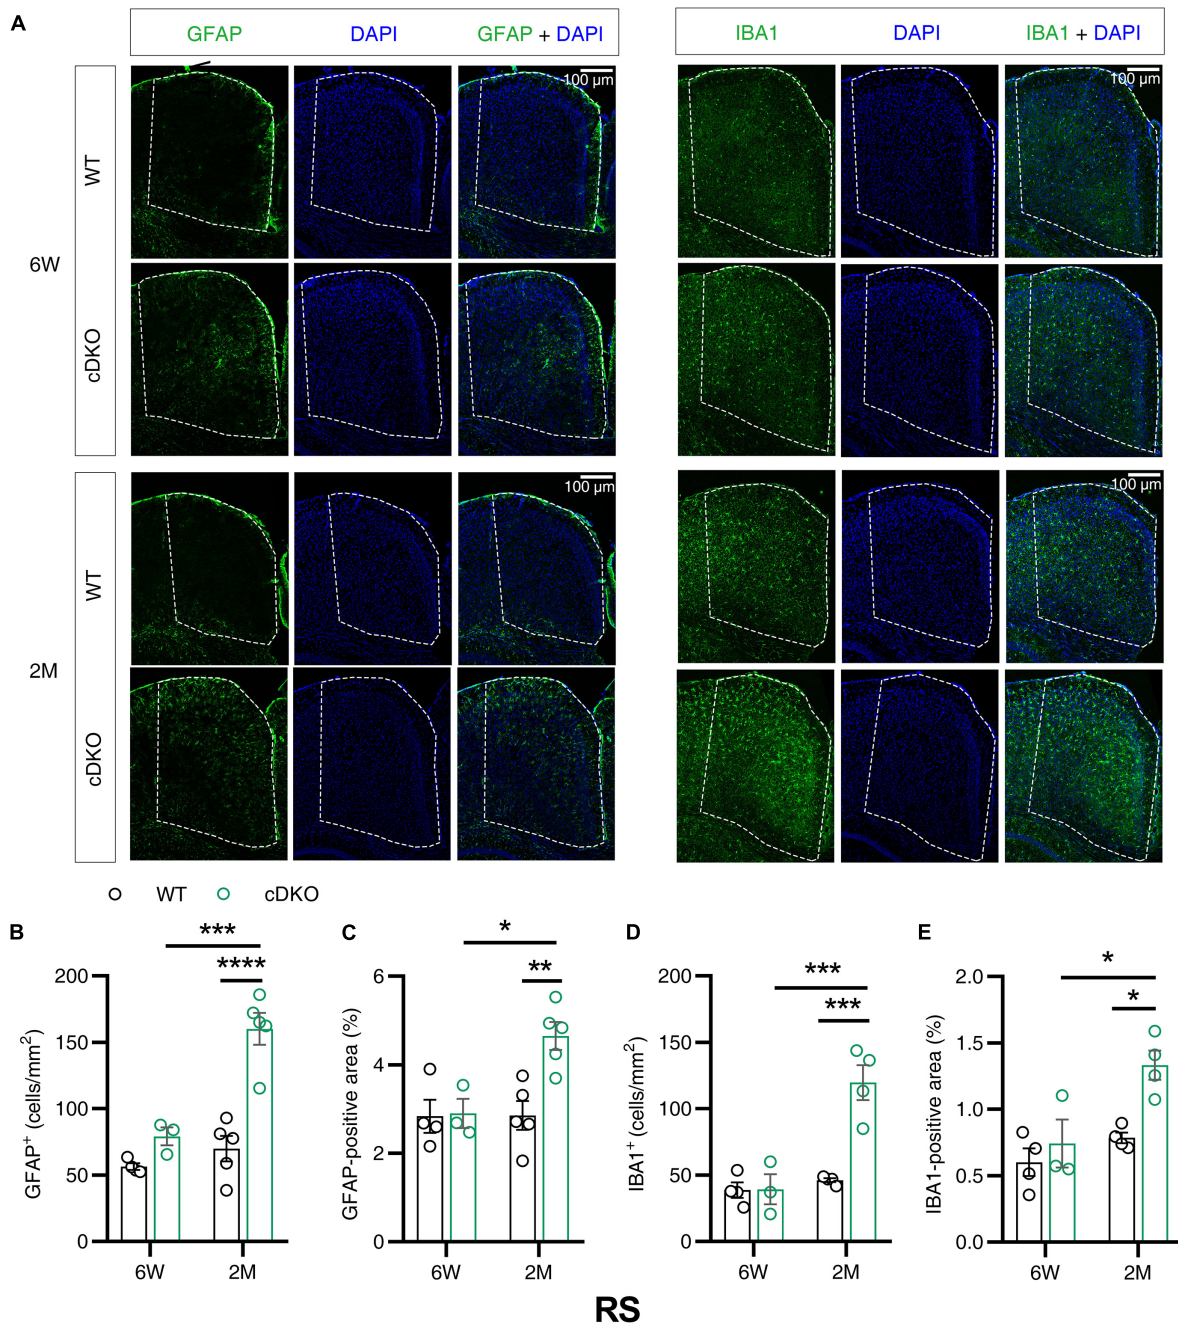 A
GFAP DAPI GFAP + DAPI
IBA1 DAPI IBA1 + DAPI
100 µm
100 µm
WT
6W
cDKO
100 µm
100 µm
WT
2M
cDKO
WT cDKO
B
***
****
GFAP⁺ (cells/mm²)
200
150
100
50
0
6W 2M
C
*
**
GFAP-positive area (%)
6
4
2
0
6W 2M
D
***
***
IBA1⁺ (cells/mm²)
200
150
100
50
0
6W 2M
E
*
*
IBA1-positive area (%)
2.0
1.5
1.0
0.5
0.0
6W 2M
RS